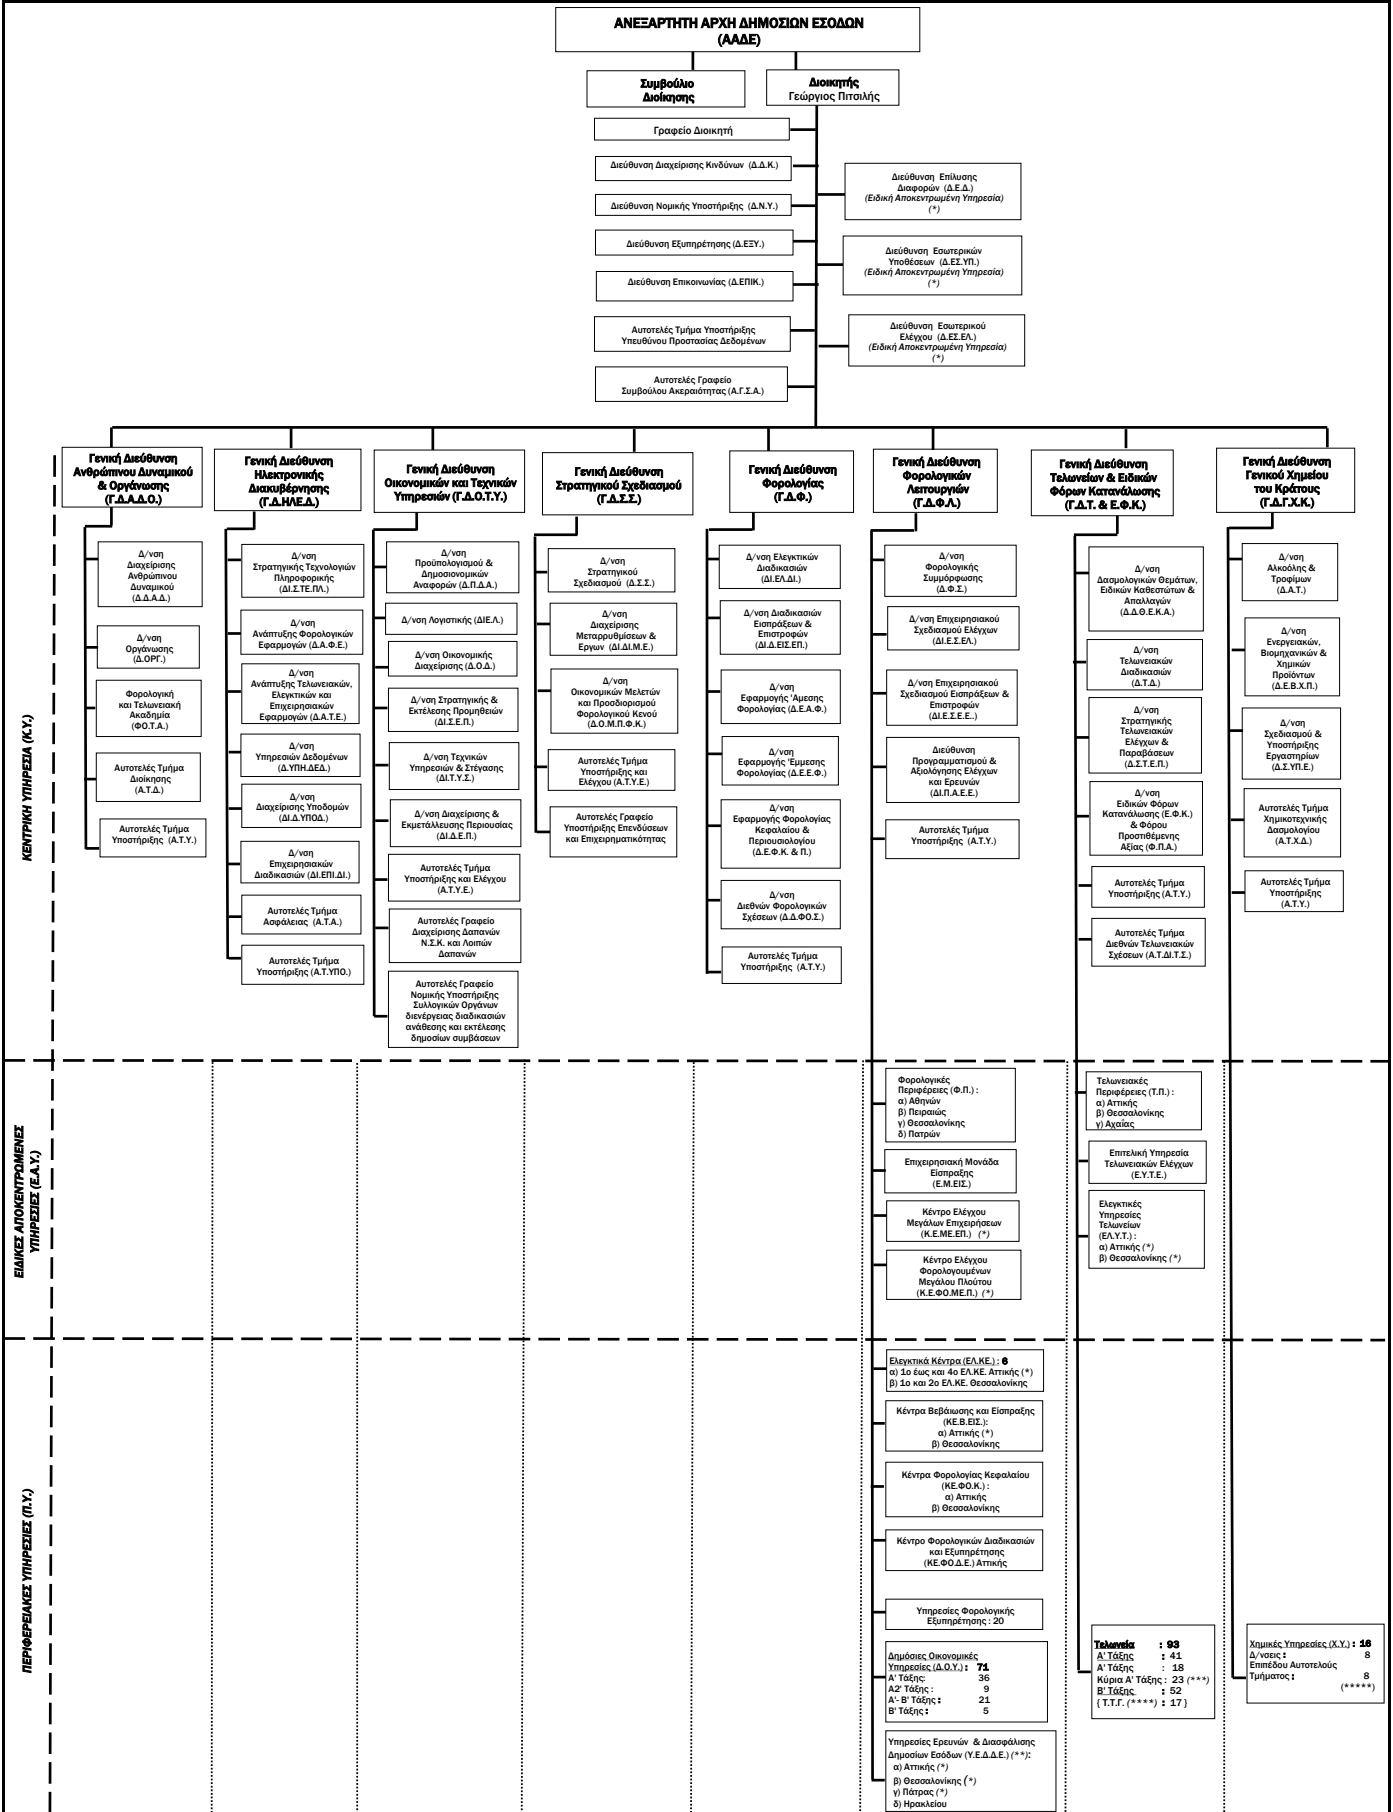 ΑΝΕΞΑΡΤΗΤΗ ΑΡΧΗ ΔΗΜΟΣΙΩΝ ΕΣΟΔΩΝ
(ΑΑΔΕ)
Συμβούλιο
Διοίκησης
Διοικητής
Γεώργιος Πιτσιλής
Γραφείο Διοικητή
Διεύθυνση Διαχείρισης Κινδύνων (Δ.Δ.Κ.)
Διεύθυνση Νομικής Υποστήριξης (Δ.Ν.Υ.)
Διεύθυνση Εξυπηρέτησης (Δ.ΕΞΥ.)
Διεύθυνση Επικοινωνίας (Δ.ΕΠΙΚ.)
Αυτοτελές Τμήμα Υποστήριξης
Υπευθύνου Προστασίας Δεδομένων
Αυτοτελές Γραφείο
Συμβούλου Ακεραιότητας (Α.Γ.Σ.Α.)
Διεύθυνση Επίλυσης
Διαφορών (Δ.Ε.Δ.)
(Ειδική Αποκεντρωμένη Υπηρεσία)
(*)
Διεύθυνση Εσωτερικών
Υποθέσεων (Δ.ΕΣ.ΥΠ.)
(Ειδική Αποκεντρωμένη Υπηρεσία)
(*)
Διεύθυνση Εσωτερικού
Ελέγχου (Δ.ΕΣ.ΕΛ.)
(Ειδική Αποκεντρωμένη Υπηρεσία)
(*)
ΚΕΝΤΡΙΚΗ ΥΠΗΡΕΣΙΑ (Κ.Υ.)
Γενική Διεύθυνση
Ανθρώπινου Δυναμικού
& Οργάνωσης
(Γ.Δ.Α.Δ.Ο.)
Δ/νση
Διαχείρισης
Ανθρώπινου
Δυναμικού
(Δ.Δ.Α.Δ.)
Δ/νση
Οργάνωσης
(Δ.ΟΡΓ.)
Φορολογική
και Τελωνειακή
Ακαδημία
(ΦΟ.Τ.Α.)
Αυτοτελές Τμήμα
Διοίκησης
(Α.Τ.Δ.)
Αυτοτελές Τμήμα
Υποστήριξης (Α.Τ.Υ.)
Γενική Διεύθυνση
Ηλεκτρονικής
Διακυβέρνησης
(Γ.Δ.ΗΛΕ.Δ.)
Δ/νση
Στρατηγικής Τεχνολογιών
Πληροφορικής
(ΔΙ.Σ.ΤΕ.ΠΛ.)
Δ/νση
Ανάπτυξης Φορολογικών
Εφαρμογών (Δ.Α.Φ.Ε.)
Δ/νση
Ανάπτυξης Τελωνειακών,
Ελεγκτικών και
Επιχειρησιακών
Εφαρμογών (Δ.Α.Τ.Ε.)
Δ/νση
Υπηρεσιών Δεδομένων
(Δ.ΥΠΗ.ΔΕΔ.)
Δ/νση
Διαχείρισης Υποδομών
(ΔΙ.Δ.ΥΠΟΔ.)
Δ/νση
Επιχειρησιακών
Διαδικασιών (ΔΙ.ΕΠΙ.ΔΙ.)
Αυτοτελές Τμήμα
Ασφάλειας (Α.Τ.Α.)
Αυτοτελές Τμήμα
Υποστήριξης (Α.Τ.ΥΠΟ.)
Γενική Διεύθυνση
Οικονομικών και Τεχνικών
Υπηρεσιών (Γ.Δ.Ο.Τ.Υ.)
Δ/νση
Προϋπολογισμού &
Δημοσιονομικών
Αναφορών (Δ.Π.Δ.Α.)
Δ/νση Λογιστικής (ΔΙΕ.Λ.)
Δ/νση Οικονομικής
Διαχείρισης (Δ.Ο.Δ.)
Δ/νση Στρατηγικής &
Εκτέλεσης Προμηθειών
(ΔΙ.Σ.Ε.Π.)
Δ/νση Τεχνικών
Υπηρεσιών & Στέγασης
(ΔΙ.Τ.Υ.Σ.)
Δ/νση Διαχείρισης &
Εκμετάλλευσης Περιουσίας
(ΔΙ.Δ.Ε.Π.)
Αυτοτελές Τμήμα
Υποστήριξης και Ελέγχου
(Α.Τ.Υ.Ε.)
Αυτοτελές Γραφείο
Διαχείρισης Δαπανών
Ν.Σ.Κ. και Λοιπών
Δαπανών
Αυτοτελές Γραφείο
Νομικής Υποστήριξης
Συλλογικών Οργάνων
διενέργειας διαδικασιών
ανάθεσης και εκτέλεσης
δημοσίων συμβάσεων
Γενική Διεύθυνση
Στρατηγικού Σχεδιασμού
(Γ.Δ.Σ.Σ.)
Δ/νση
Στρατηγικού
Σχεδιασμού (Δ.Σ.Σ.)
Δ/νση
Διαχείρισης
Μεταρρυθμίσεων &
Εργων (ΔΙ.ΔΙ.Μ.Ε.)
Δ/νση
Οικονομικών Μελετών
και Προσδιορισμού
Φορολογικού Κενού
(Δ.Ο.Μ.Π.Φ.Κ.)
Αυτοτελές Τμήμα
Υποστήριξης και
Ελέγχου (Α.Τ.Υ.Ε.)
Αυτοτελές Γραφείο
Υποστήριξης Επενδύσεων
και Επιχειρηματικότητας
Γενική Διεύθυνση
Φορολογίας
(Γ.Δ.Φ.)
Δ/νση Ελεγκτικών
Διαδικασιών
(ΔΙ.ΕΛ.ΔΙ.)
Δ/νση Διαδικασιών
Εισπράξεων &
Επιστροφών
(ΔΙ.Δ.ΕΙΣ.ΕΠ.)
Δ/νση
Εφαρμογής 'Αμεσης
Φορολογίας (Δ.Ε.Α.Φ.)
Δ/νση
Εφαρμογής 'Εμμεσης
Φορολογίας (Δ.Ε.Ε.Φ.)
Δ/νση
Εφαρμογής Φορολογίας
Κεφαλαίου &
Περιουσιολογίου
(Δ.Ε.Φ.Κ. & Π.)
Δ/νση
Διεθνών Φορολογικών
Σχέσεων (Δ.Δ.ΦΟ.Σ.)
Αυτοτελές Τμήμα
Υποστήριξης (Α.Τ.Υ.)
Γενική Διεύθυνση
Φορολογικών
Λειτουργιών
(Γ.Δ.Φ.Λ.)
Δ/νση
Φορολογικής
Συμμόρφωσης
(Δ.Φ.Σ.)
Δ/νση Επιχειρησιακού
Σχεδιασμού Ελέγχων
(ΔΙ.Ε.Σ.ΕΛ.)
Δ/νση Επιχειρησιακού
Σχεδιασμού Εισπράξεων &
Επιστροφών
(ΔΙ.Ε.Σ.Ε.Ε.)
Διεύθυνση
Προγραμματισμού &
Αξιολόγησης Ελέγχων
και Ερευνών
(ΔΙ.Π.Α.Ε.Ε.)
Αυτοτελές Τμήμα
Υποστήριξης (Α.Τ.Υ.)
Γενική Διεύθυνση
Τελωνείων & Ειδικών
Φόρων Κατανάλωσης
(Γ.Δ.Τ. & Ε.Φ.Κ.)
Δ/νση
Δασμολογικών Θεμάτων,
Ειδικών Καθεστώτων &
Απαλλαγών
(Δ.Δ.Θ.Ε.Κ.Α.)
Δ/νση
Τελωνειακών
Διαδικασιών
(Δ.Τ.Δ.)
Δ/νση
Στρατηγικής
Τελωνειακών
Ελέγχων &
Παραβάσεων
(Δ.Σ.Τ.Ε.Π.)
Δ/νση
Ειδικών Φόρων
Κατανάλωσης (Ε.Φ.Κ.)
& Φόρου
Προστιθέμενης
Αξίας (Φ.Π.Α.)
Αυτοτελές Τμήμα
Υποστήριξης (Α.Τ.Υ.)
Αυτοτελές Τμήμα
Διεθνών Τελωνειακών
Σχέσεων (Α.Τ.ΔΙ.Τ.Σ.)
Γενική Διεύθυνση
Γενικού Χημείου
του Κράτους
(Γ.Δ.Γ.Χ.Κ.)
Δ/νση
Αλκοόλης &
Τροφίμων
(Δ.Α.Τ.)
Δ/νση
Ενεργειακών,
Βιομηχανικών &
Χημικών
Προϊόντων
(Δ.Ε.Β.Χ.Π.)
Δ/νση
Σχεδιασμού &
Υποστήριξης
Εργαστηρίων
(Δ.Σ.ΥΠ.Ε.)
Αυτοτελές Τμήμα
Χημικοτεχνικής
Δασμολογίου
(Α.Τ.Χ.Δ.)
Αυτοτελές Τμήμα
Υποστήριξης
(Α.Τ.Υ.)
ΕΙΔΙΚΕΣ ΑΠΟΚΕΝΤΡΩΜΕΝΕΣ
ΥΠΗΡΕΣΙΕΣ (Ε.Α.Υ.)
Φορολογικές
Περιφέρειες (Φ.Π.) :
α) Αθηνών
β) Πειραιώς
γ) Θεσσαλονίκης
δ) Πατρών
Επιχειρησιακή Μονάδα
Είσπραξης
(Ε.Μ.ΕΙΣ.)
Κέντρο Ελέγχου
Μεγάλων Επιχειρήσεων
(Κ.Ε.ΜΕ.ΕΠ.) (*)
Κέντρο Ελέγχου
Φορολογουμένων
Μεγάλου Πλούτου
(Κ.Ε.ΦΟ.ΜΕ.Π.) (*)
Τελωνειακές
Περιφέρειες (Τ.Π.) :
α) Αττικής
β) Θεσσαλονίκης
γ) Αχαΐας
Επιτελική Υπηρεσία
Τελωνειακών Ελέγχων
(Ε.Υ.Τ.Ε.)
Ελεγκτικές
Υπηρεσίες
Τελωνείων
(ΕΛ.Υ.Τ.) :
α) Αττικής (*)
β) Θεσσαλονίκης (*)
ΠΕΡΙΦΕΡΕΙΑΚΕΣ ΥΠΗΡΕΣΙΕΣ (Π.Υ.)
Ελεγκτικά Κέντρα (ΕΛ.ΚΕ.) : 6
α) 1ο έως και 4ο ΕΛ.ΚΕ. Αττικής (*)
β) 1ο και 2ο ΕΛ.ΚΕ. Θεσσαλονίκης
Κέντρα Βεβαίωσης και Είσπραξης
(ΚΕ.Β.ΕΙΣ.):
α) Αττικής (*)
β) Θεσσαλονίκης
Κέντρα Φορολογίας Κεφαλαίου
(ΚΕ.ΦΟ.Κ.) :
α) Αττικής
β) Θεσσαλονίκης
Κέντρο Φορολογικών Διαδικασιών
και Εξυπηρέτησης
(ΚΕ.ΦΟ.Δ.Ε.) Αττικής
Υπηρεσίες Φορολογικής
Εξυπηρέτησης : 20
Δημόσιες Οικονομικές
Υπηρεσίες (Δ.Ο.Υ.) : 71
Α' Τάξης: 36
Α2' Τάξης : 9
Α'- Β' Τάξης : 21
Β' Τάξης : 5
Υπηρεσίες Ερευνών & Διασφάλισης
Δημοσίων Εσόδων (Υ.Ε.Δ.Δ.Ε.) (**):
α) Αττικής (*)
β) Θεσσαλονίκης (*)
γ) Πάτρας (*)
δ) Ηρακλείου
Τελωνεία : 93
Α' Τάξης : 41
Α' Τάξης : 18
Κύρια Α' Τάξης : 23 (***)
Β' Τάξης : 52
{ Τ.Τ.Γ. (****) : 17 }
Χημικές Υπηρεσίες (Χ.Υ.) : 16
Δ/νσεις : 8
Επιπέδου Αυτοτελούς
Τμήματος : 8
(*****)